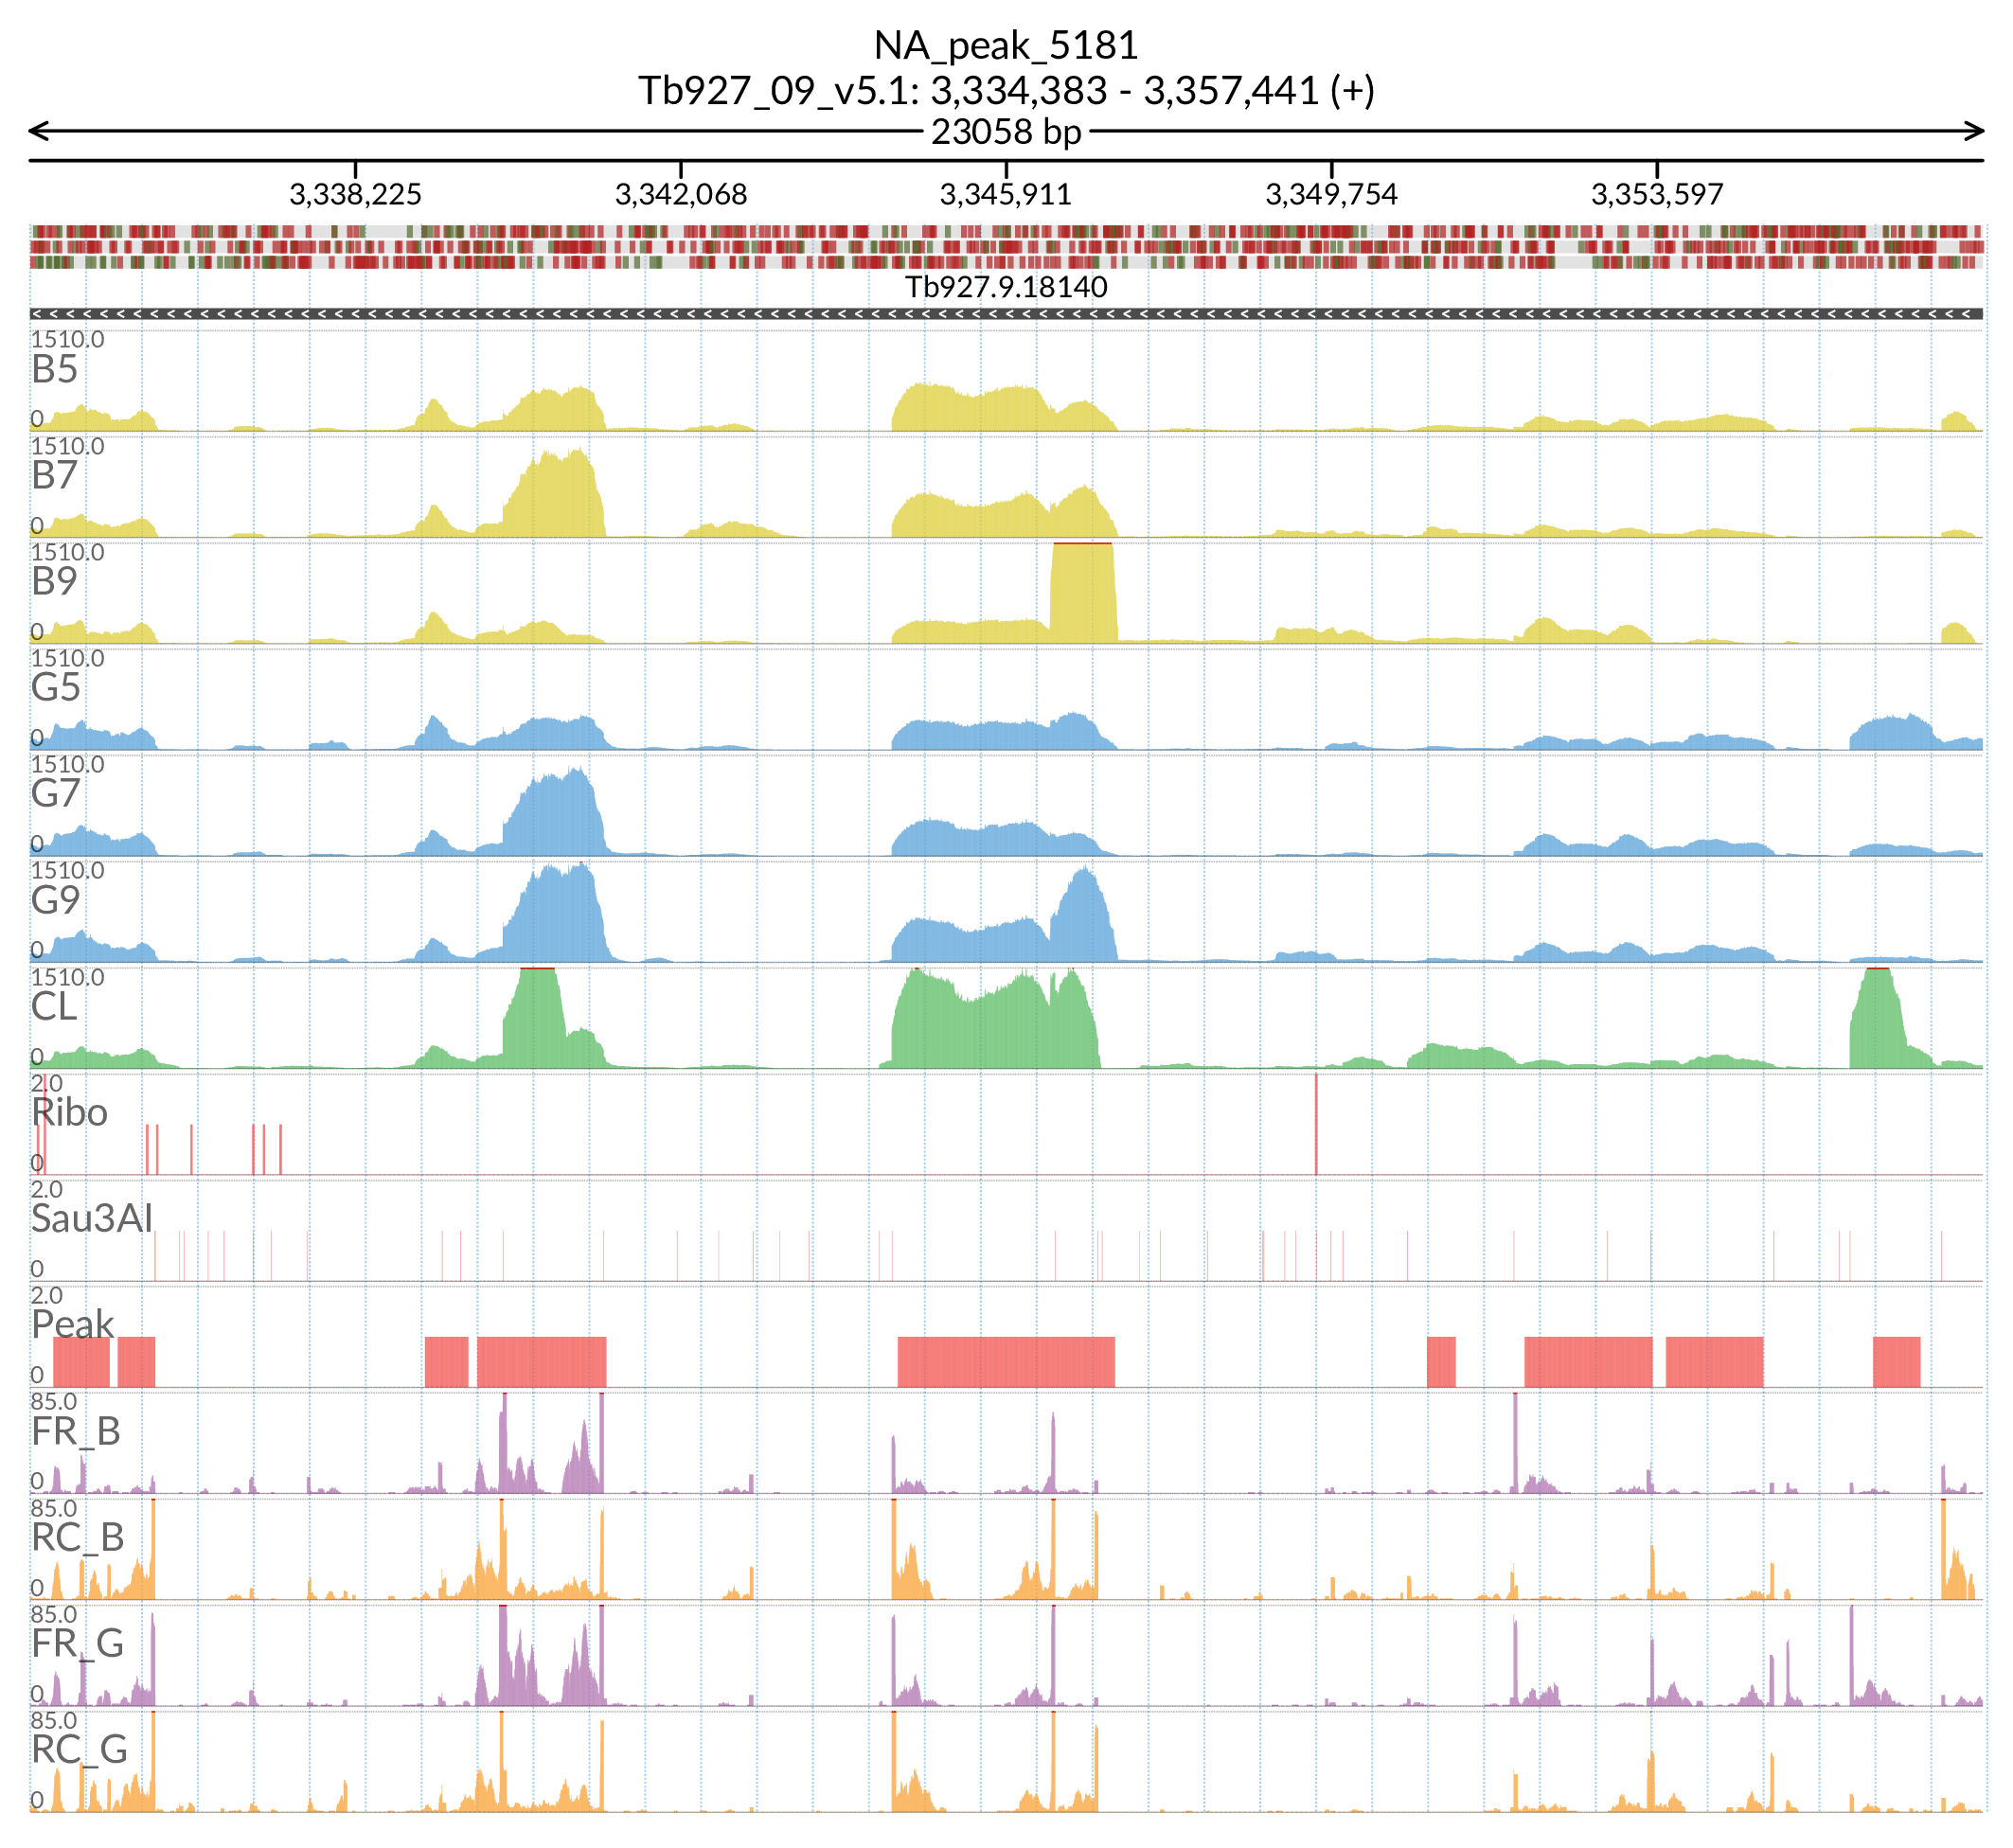 NA_peak_5181
Tb927_09_v5.1: 3,334,383 - 3,357,441 (+)
23058 bp
3,338,225 3,342,068 3,345,911 3,349,754 3,353,597
Tb927.9.18140
1510.0
B5
0
1510.0
B7
0
1510.0
B9
0
1510.0
G5
0
1510.0
G7
0
1510.0
G9
0
1510.0
CL
0
2.0
Ribo
0
2.0
Sau3AI
0
2.0
Peak
0
85.0
FR_B
0
85.0
RC_B
0
85.0
FR_G
0
85.0
RC_G
0